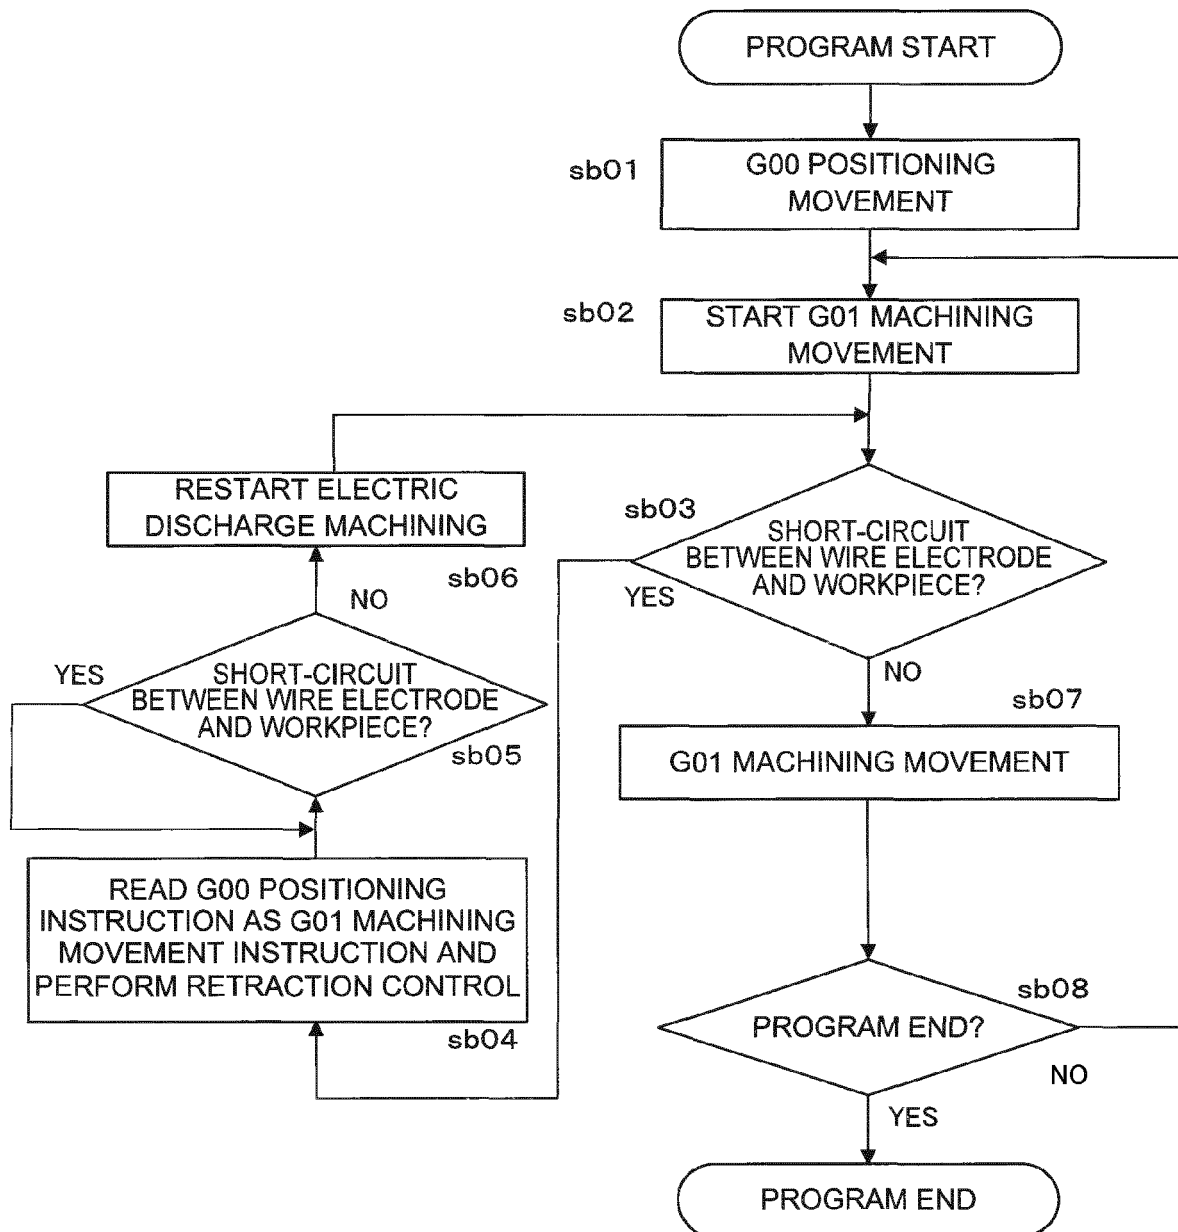 PROGRAM START
sb01
G00 POSITIONING
MOVEMENT
sb02
START G01 MACHINING
MOVEMENT
RESTART ELECTRIC
DISCHARGE MACHINING
sb06
sb03
SHORT-CIRCUIT
BETWEEN WIRE ELECTRODE
AND WORKPIECE?
YES
NO
NO
YES
SHORT-CIRCUIT
BETWEEN WIRE ELECTRODE
AND WORKPIECE?
sb05
sb07
G01 MACHINING MOVEMENT
READ G00 POSITIONING
INSTRUCTION AS G01 MACHINING
MOVEMENT INSTRUCTION AND
PERFORM RETRACTION CONTROL
sb04
sb08
PROGRAM END?
NO
YES
PROGRAM END